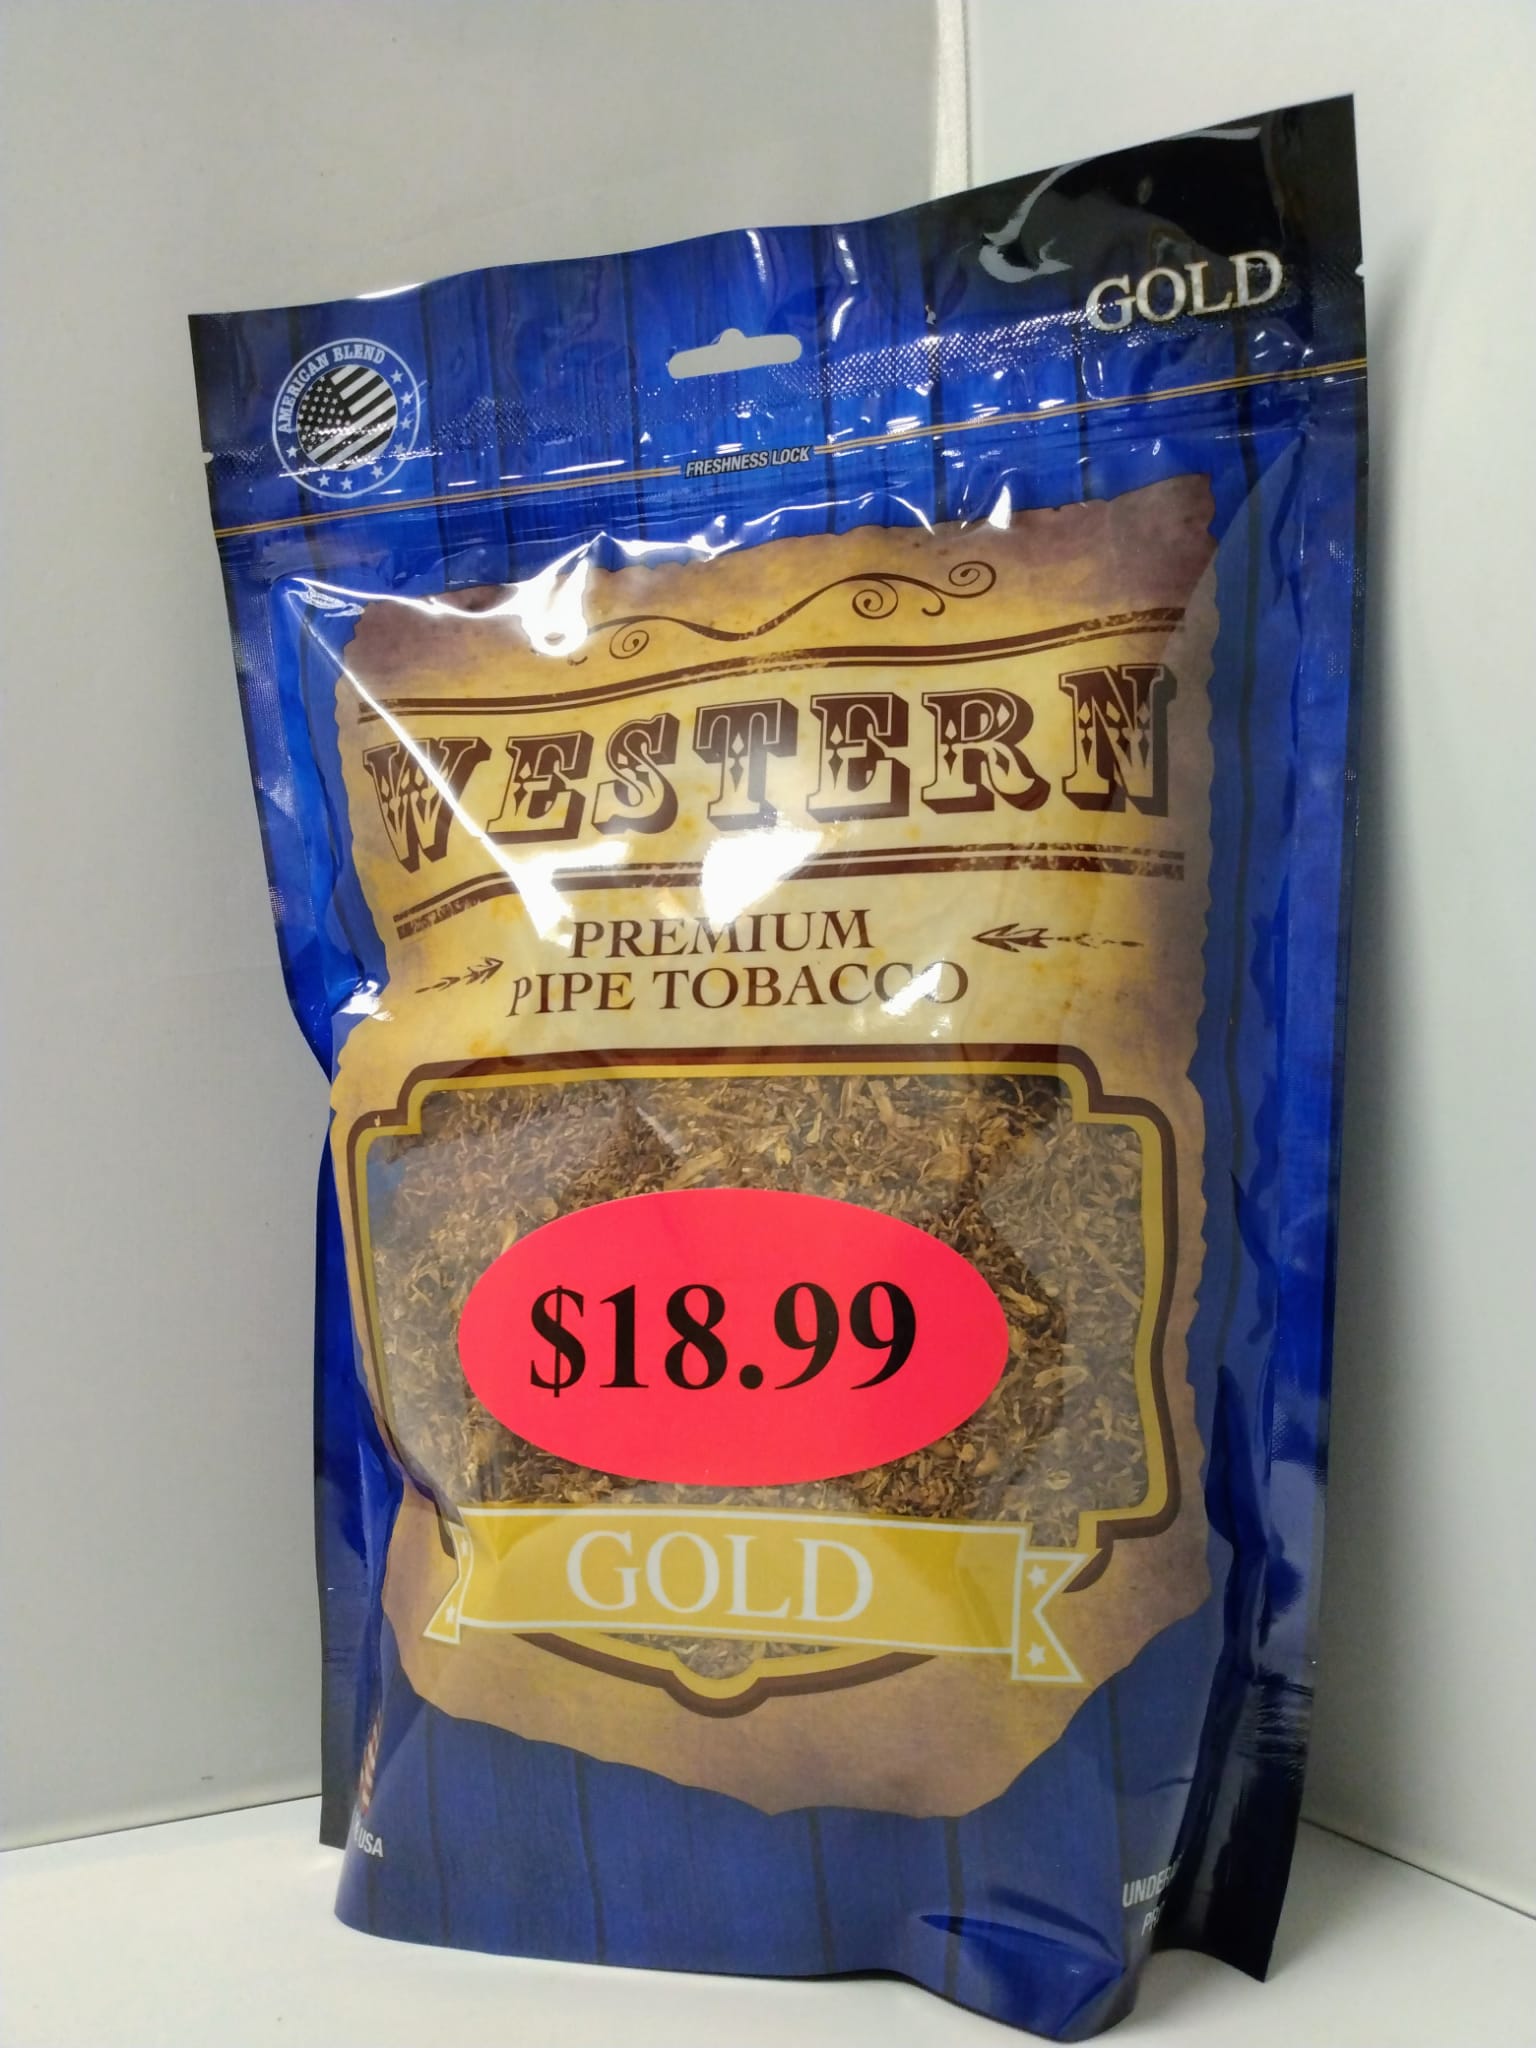 GOLD
AMERICAN BLEND
FRESHNESS LOCK
WESTERN
PREMIUM
PIPE TOBACCO
$18.99
GOLD
USA